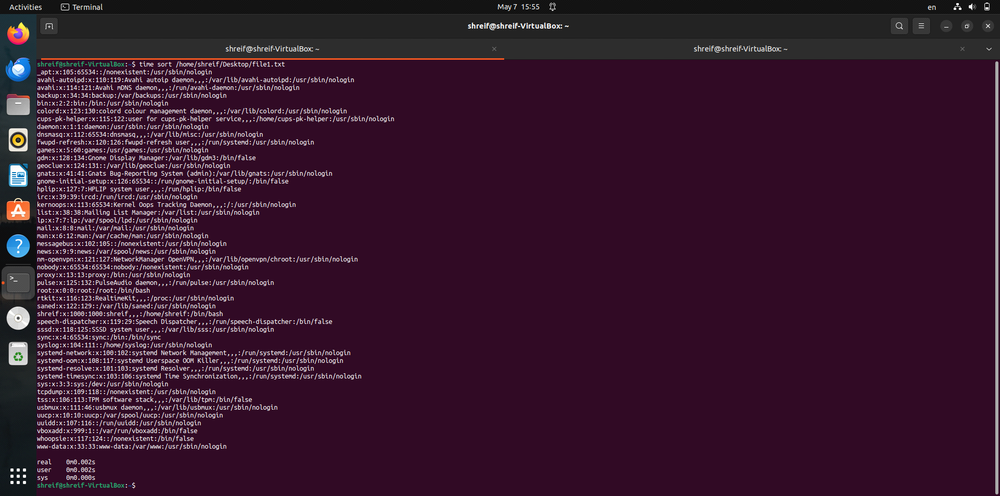 Activities
Terminal
May 7 15:55
en
shreif@shreif-VirtualBox: ~
shreif@shreif-VirtualBox: ~
shreif@shreif-VirtualBox: ~
shreif@shreif-VirtualBox:~$ time sort /home/shreif/Desktop/file1.txt
_apt:x:105:65534::/nonexistent:/usr/sbin/nologin
avahi-autoipd:x:110:119:Avahi autoip daemon,,,:/var/lib/avahi-autoipd:/usr/sbin/nologin
avahi:x:114:121:Avahi mDNS daemon,,,:/run/avahi-daemon:/usr/sbin/nologin
backup:x:34:34:backup:/var/backups:/usr/sbin/nologin
bin:x:2:2:bin:/bin:/usr/sbin/nologin
colord:x:123:130:colord colour management daemon,,,:/var/lib/colord:/usr/sbin/nologin
cups-pk-helper:x:115:122:user for cups-pk-helper service,,,:/home/cups-pk-helper:/usr/sbin/nologin
daemon:x:1:1:daemon:/usr/sbin:/usr/sbin/nologin
dnsmasq:x:112:65534:dnsmasq,,,:/var/lib/misc:/usr/sbin/nologin
fwupd-refresh:x:120:126:fwupd-refresh user,,,:/run/systemd:/usr/sbin/nologin
games:x:5:60:games:/usr/games:/usr/sbin/nologin
gdm:x:128:134:Gnome Display Manager:/var/lib/gdm3:/bin/false
geoclue:x:124:131::/var/lib/geoclue:/usr/sbin/nologin
gnats:x:41:41:Gnats Bug-Reporting System (admin):/var/lib/gnats:/usr/sbin/nologin
gnome-initial-setup:x:126:65534::/run/gnome-initial-setup/:/bin/false
hplip:x:127:7:HPLIP system user,,,:/run/hplip:/bin/false
irc:x:39:39:ircd:/run/ircd:/usr/sbin/nologin
kernoops:x:113:65534:Kernel Oops Tracking Daemon,,,:/:/usr/sbin/nologin
list:x:38:38:Mailing List Manager:/var/list:/usr/sbin/nologin
lp:x:7:7:lp:/var/spool/lpd:/usr/sbin/nologin
mail:x:8:8:mail:/var/mail:/usr/sbin/nologin
man:x:6:12:man:/var/cache/man:/usr/sbin/nologin
messagebus:x:102:105::/nonexistent:/usr/sbin/nologin
news:x:9:9:news:/var/spool/news:/usr/sbin/nologin
nm-openvpn:x:121:127:NetworkManager OpenVPN,,,:/var/lib/openvpn/chroot:/usr/sbin/nologin
nobody:x:65534:65534:nobody:/nonexistent:/usr/sbin/nologin
proxy:x:13:13:proxy:/bin:/usr/sbin/nologin
pulse:x:125:132:PulseAudio daemon,,,:/run/pulse:/usr/sbin/nologin
root:x:0:0:root:/root:/bin/bash
rtkit:x:116:123:RealtimeKit,,,:/proc:/usr/sbin/nologin
saned:x:122:129::/var/lib/saned:/usr/sbin/nologin
shreif:x:1000:1000:shreif,,,:/home/shreif:/bin/bash
speech-dispatcher:x:119:29:Speech Dispatcher,,,:/run/speech-dispatcher:/bin/false
sssd:x:118:125:SSSD system user,,,:/var/lib/sss:/usr/sbin/nologin
sync:x:4:65534:sync:/bin:/bin/sync
syslog:x:104:111::/home/syslog:/usr/sbin/nologin
systemd-network:x:100:102:systemd Network Management,,,:/run/systemd:/usr/sbin/nologin
systemd-oom:x:108:117:systemd Userspace OOM Killer,,,:/run/systemd:/usr/sbin/nologin
systemd-resolve:x:101:103:systemd Resolver,,,:/run/systemd:/usr/sbin/nologin
systemd-timesync:x:103:106:systemd Time Synchronization,,,:/run/systemd:/usr/sbin/nologin
sys:x:3:3:sys:/dev:/usr/sbin/nologin
tcpdump:x:109:118::/nonexistent:/usr/sbin/nologin
tss:x:106:113:TPM software stack,,,:/var/lib/tpm:/bin/false
usbmux:x:111:46:usbmux daemon,,,:/var/lib/usbmux:/usr/sbin/nologin
uucp:x:10:10:uucp:/var/spool/uucp:/usr/sbin/nologin
uuidd:x:107:116::/run/uuidd:/usr/sbin/nologin
vboxadd:x:999:1::/var/run/vboxadd:/bin/false
whoopsie:x:117:124::/nonexistent:/bin/false
www-data:x:33:33:www-data:/var/www:/usr/sbin/nologin
real 0m0.002s
user 0m0.002s
sys 0m0.000s
shreif@shreif-VirtualBox:~$